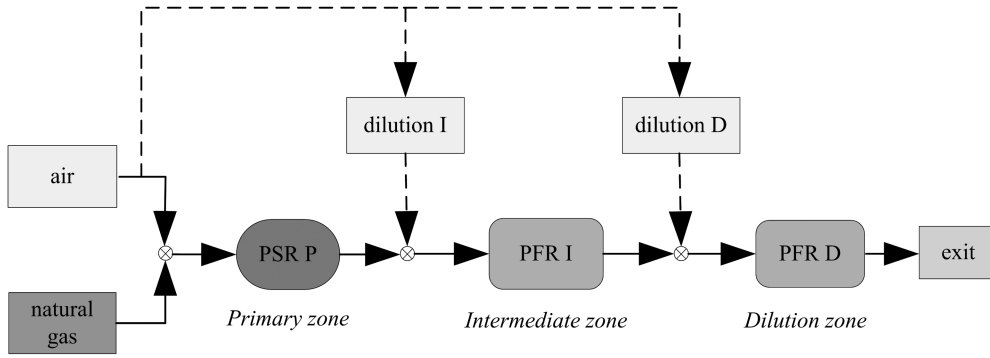 dilution I
dilution D
air
PSR P
PFR I
PFR D
exit
natural
gas
Primary zone
Intermediate zone
Dilution zone